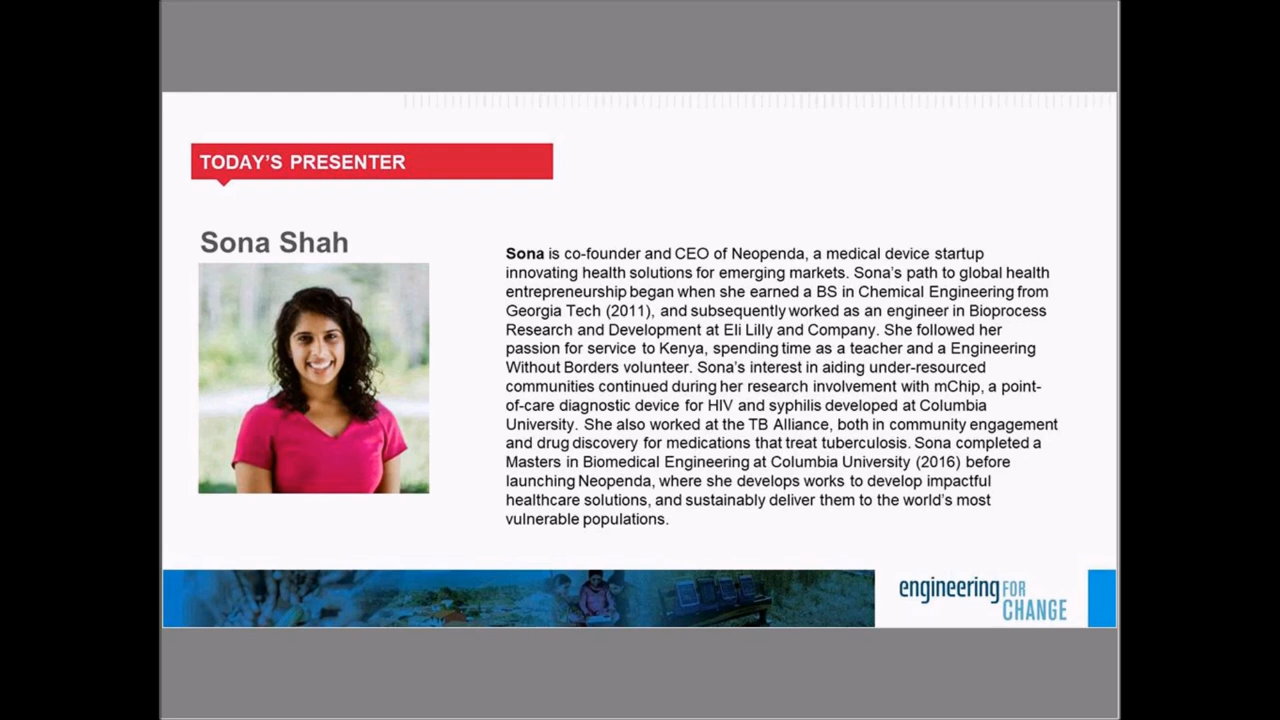 TODAY'S PRESENTER
Sona Shah
Sona is co-founder and CEO of Neopenda, a medical device startup
innovating health solutions for emerging markets. Sona's path to global health
entrepreneurship began when she earned a BS in Chemical Engineering from
Georgia Tech (2011), and subsequently worked as an engineer in Bioprocess
Research and Development at Eli Lilly and Company. She followed her
passion for service to Kenya, spending time as a teacher and a Engineering
Without Borders volunteer. Sona's interest in aiding under-resourced
communities continued during her research involvement with mChip, a point-
of-care diagnostic device for HIV and syphilis developed at Columbia
University. She also worked at the TB Alliance, both in community engagement
and drug discovery for medications that treat tuberculosis. Sona completed a
Masters in Biomedical Engineering at Columbia University (2016) before
launching Neopenda, where she develops works to develop impactful
healthcare solutions, and sustainably deliver them to the world's most
vulnerable populations.
engineering FOR
CHANGE